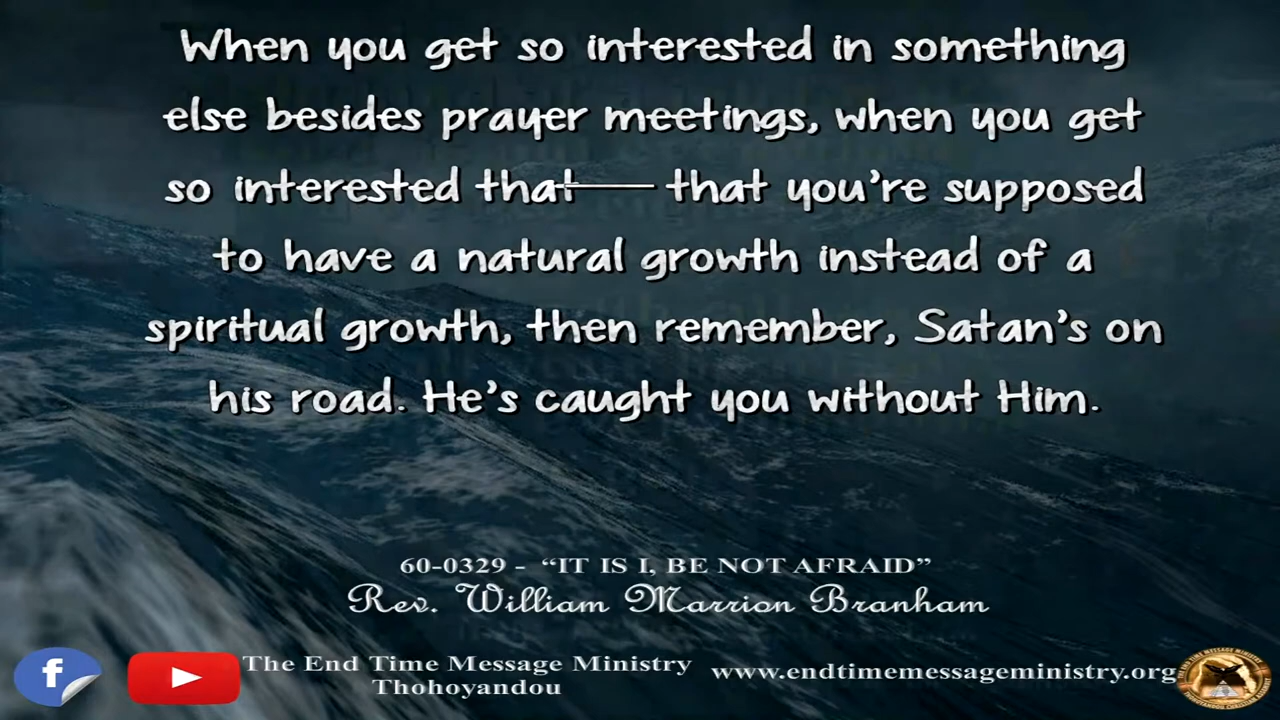 When you get so interested in something
else besides prayer meetings, when you get
so interested that—— that you're supposed
to have a natural growth instead of a
spiritual growth, then remember, Satan's on
his road. He's caught you without Him.
60-0329 - “IT IS I, BE NOT AFRAID”
Rev. William Marrion Branham
The End Time Message Ministry
Thohoyandou
www.endtimemessageministry.org